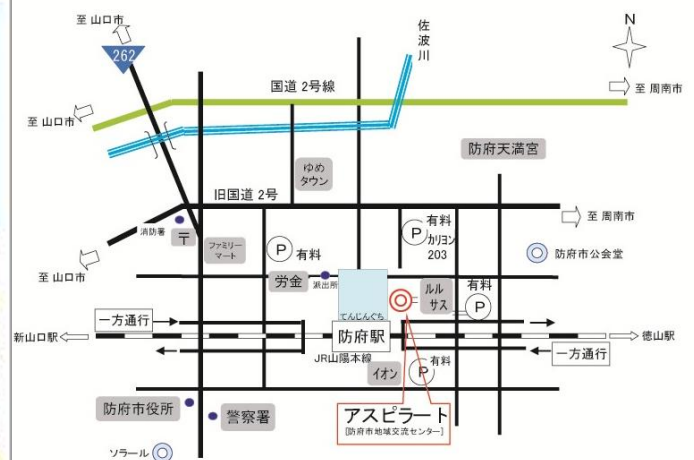 至 山口市
262
佐波川
N
国道 2号線
至 周南市
至 山口市
防府天満宮
ゆめ
タウン
旧国道 2号
至 周南市
消防署
〒
ファミリー
マート
P
有料
P
有料
カリヨン
203
防府市公会堂
至 山口市
労金
派出所
ルル
サス
有料
P
てんじんぐち
一方通行
新山口駅
防府駅
徳山駅
JR山陽本線
一方通行
イオン
P
有料
防府市役所
警察署
アスピラート
[防府市地域交流センター]
ソラール